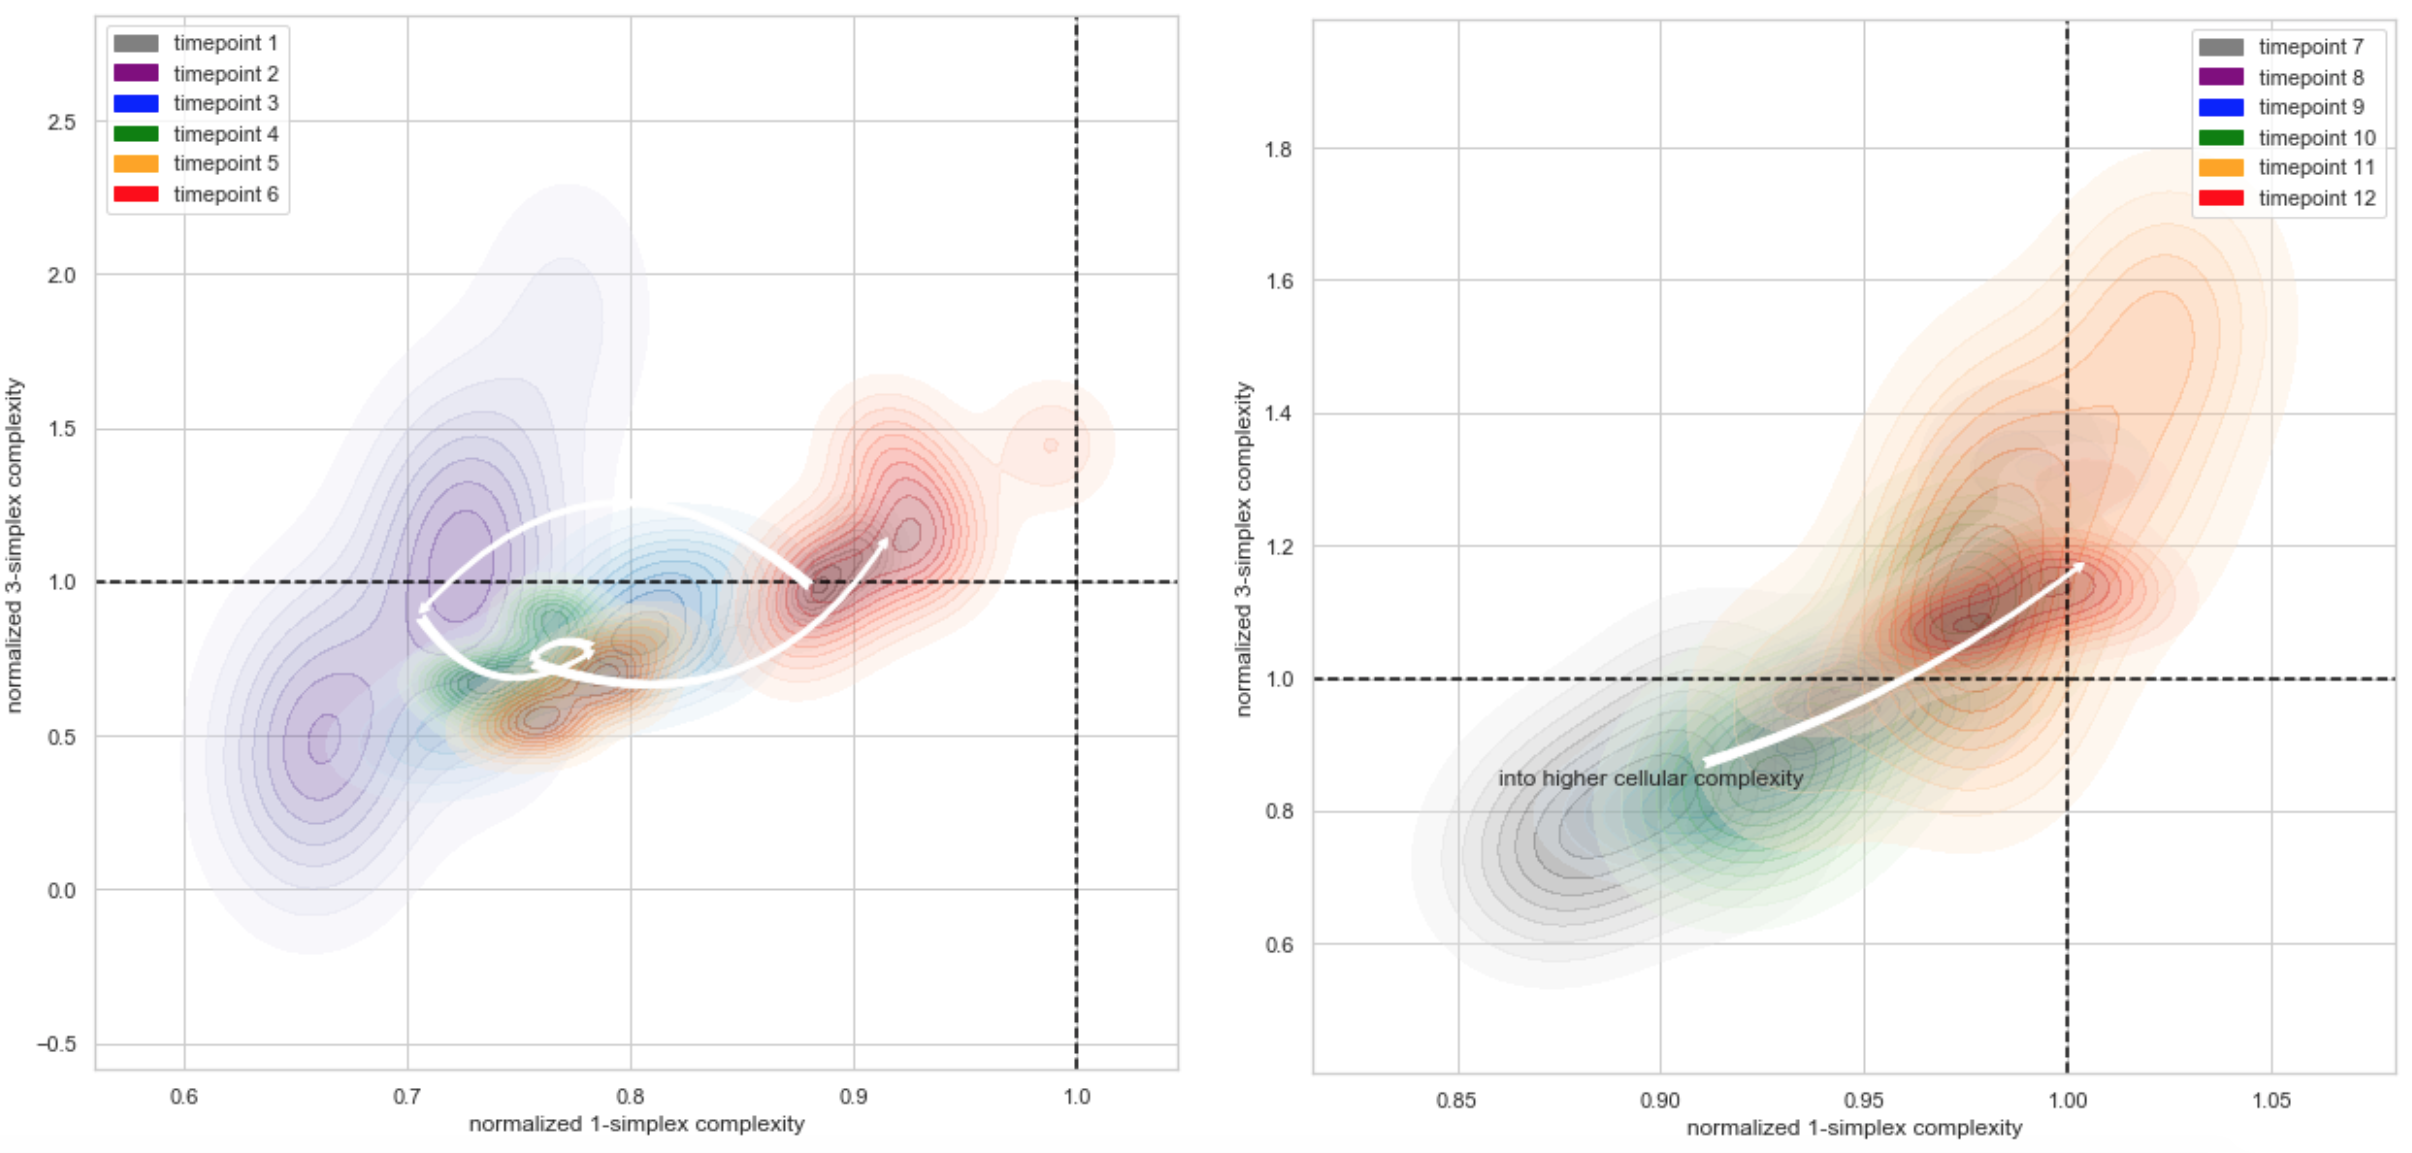 timepoint 1
timepoint 2
timepoint 3
timepoint 4
timepoint 5
timepoint 6
2.5
2.0
1.5
1.0
0.5
0.0
−0.5
normalized 3-simplex complexity
0.6 0.7 0.8 0.9 1.0
normalized 1-simplex complexity
timepoint 7
timepoint 8
timepoint 9
timepoint 10
timepoint 11
timepoint 12
1.8
1.6
1.4
1.2
1.0
0.8
0.6
normalized 3-simplex complexity
into higher cellular complexity
0.85 0.90 0.95 1.00 1.05
normalized 1-simplex complexity